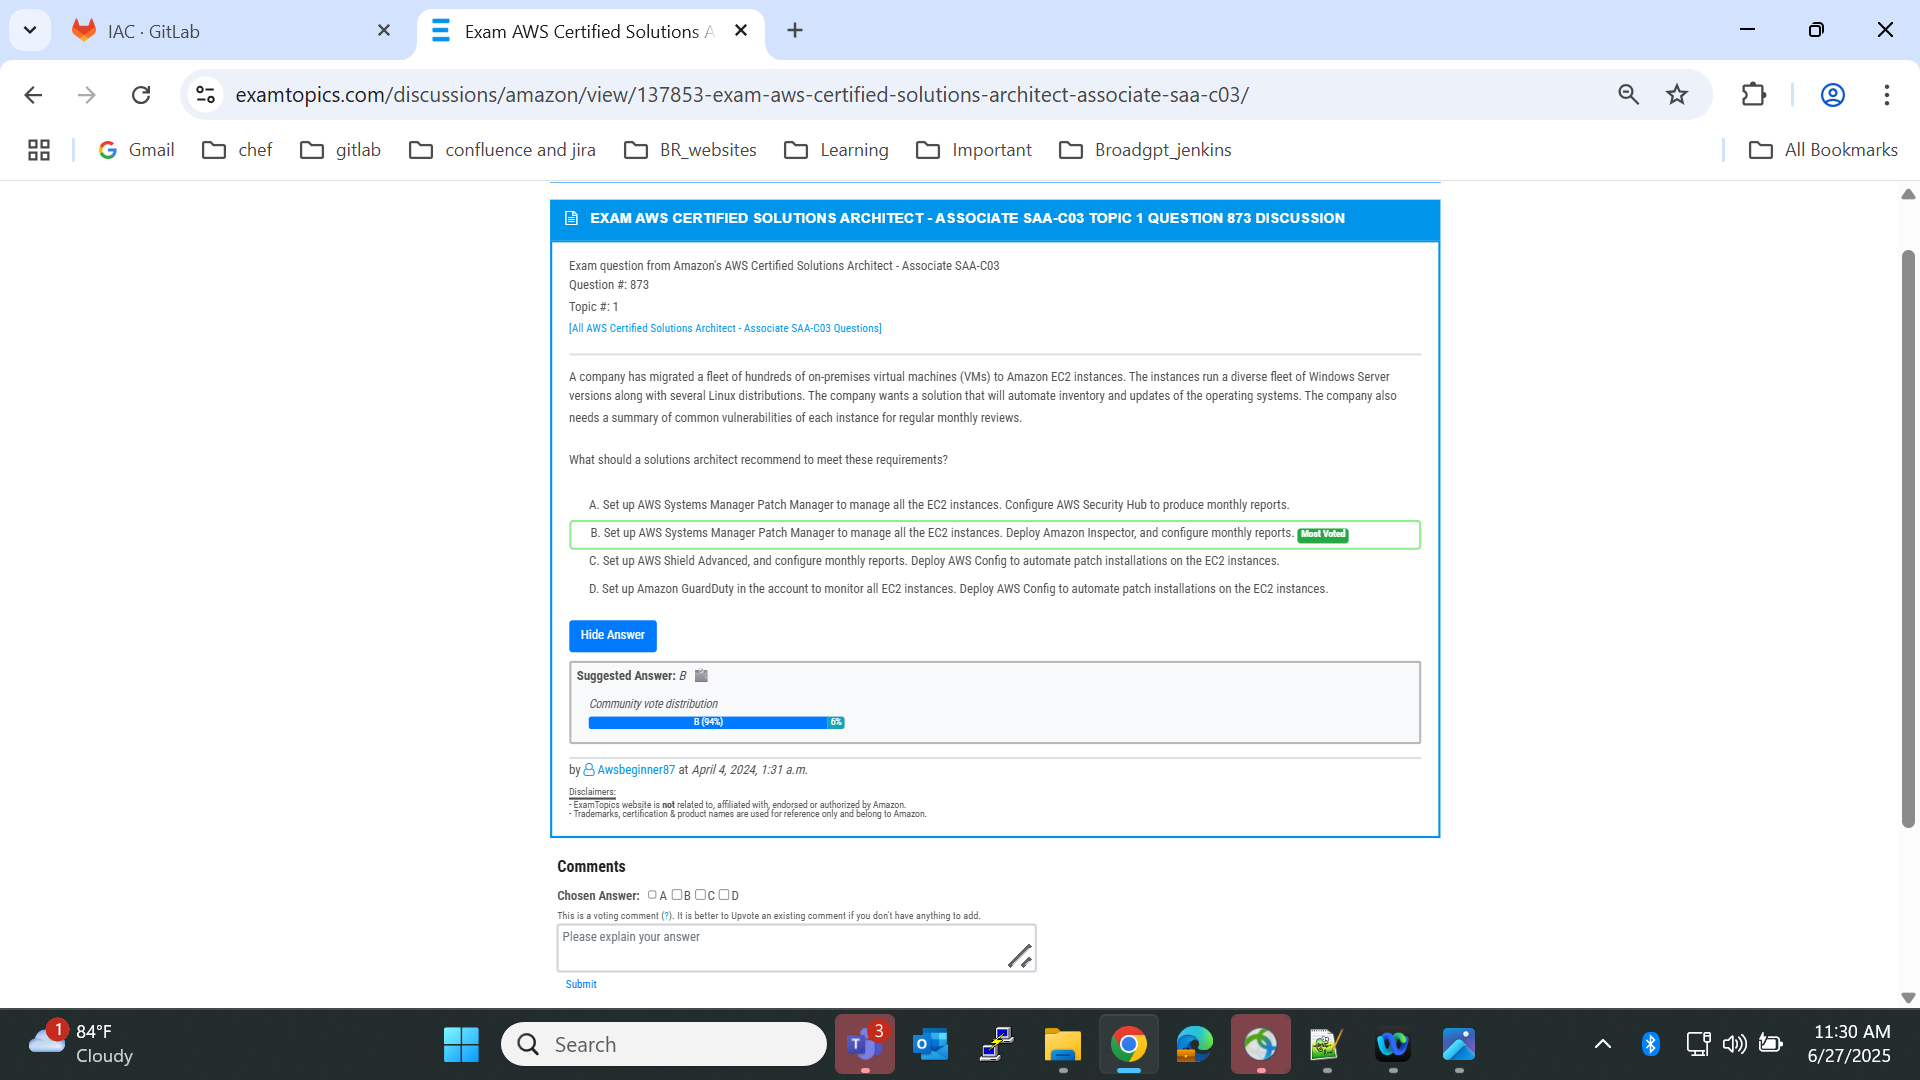 IAC · GitLab
Exam AWS Certified Solutions A
examtopics.com/discussions/amazon/view/137853-exam-aws-certified-solutions-architect-associate-saa-c03/
Gmail
chef
gitlab
confluence and jira
BR_websites
Learning
Important
Broadgpt_jenkins
All Bookmarks
EXAM AWS CERTIFIED SOLUTIONS ARCHITECT - ASSOCIATE SAA-C03 TOPIC 1 QUESTION 873 DISCUSSION
Exam question from Amazon's AWS Certified Solutions Architect - Associate SAA-C03
Question #: 873
Topic #: 1
[All AWS Certified Solutions Architect - Associate SAA-C03 Questions]
A company has migrated a fleet of hundreds of on-premises virtual machines (VMs) to Amazon EC2 instances. The instances run a diverse fleet of Windows Server
versions along with several Linux distributions. The company wants a solution that will automate inventory and updates of the operating systems. The company also
needs a summary of common vulnerabilities of each instance for regular monthly reviews.
What should a solutions architect recommend to meet these requirements?
A. Set up AWS Systems Manager Patch Manager to manage all the EC2 instances. Configure AWS Security Hub to produce monthly reports.
B. Set up AWS Systems Manager Patch Manager to manage all the EC2 instances. Deploy Amazon Inspector, and configure monthly reports. Most Voted
C. Set up AWS Shield Advanced, and configure monthly reports. Deploy AWS Config to automate patch installations on the EC2 instances.
D. Set up Amazon GuardDuty in the account to monitor all EC2 instances. Deploy AWS Config to automate patch installations on the EC2 instances.
Hide Answer
Suggested Answer: B
Community vote distribution
B (94%)
6%
by Awsbeginner87 at April 4, 2024, 1:31 a.m.
Disclaimers:
- ExamTopics website is not related to, affiliated with, endorsed or authorized by Amazon.
- Trademarks, certification & product names are used for reference only and belong to Amazon.
Comments
Chosen Answer: A B C D
This is a voting comment (?). It is better to Upvote an existing comment if you don't have anything to add.
Please explain your answer
Submit
1
84°F
Cloudy
Search
3
11:30 AM
6/27/2025